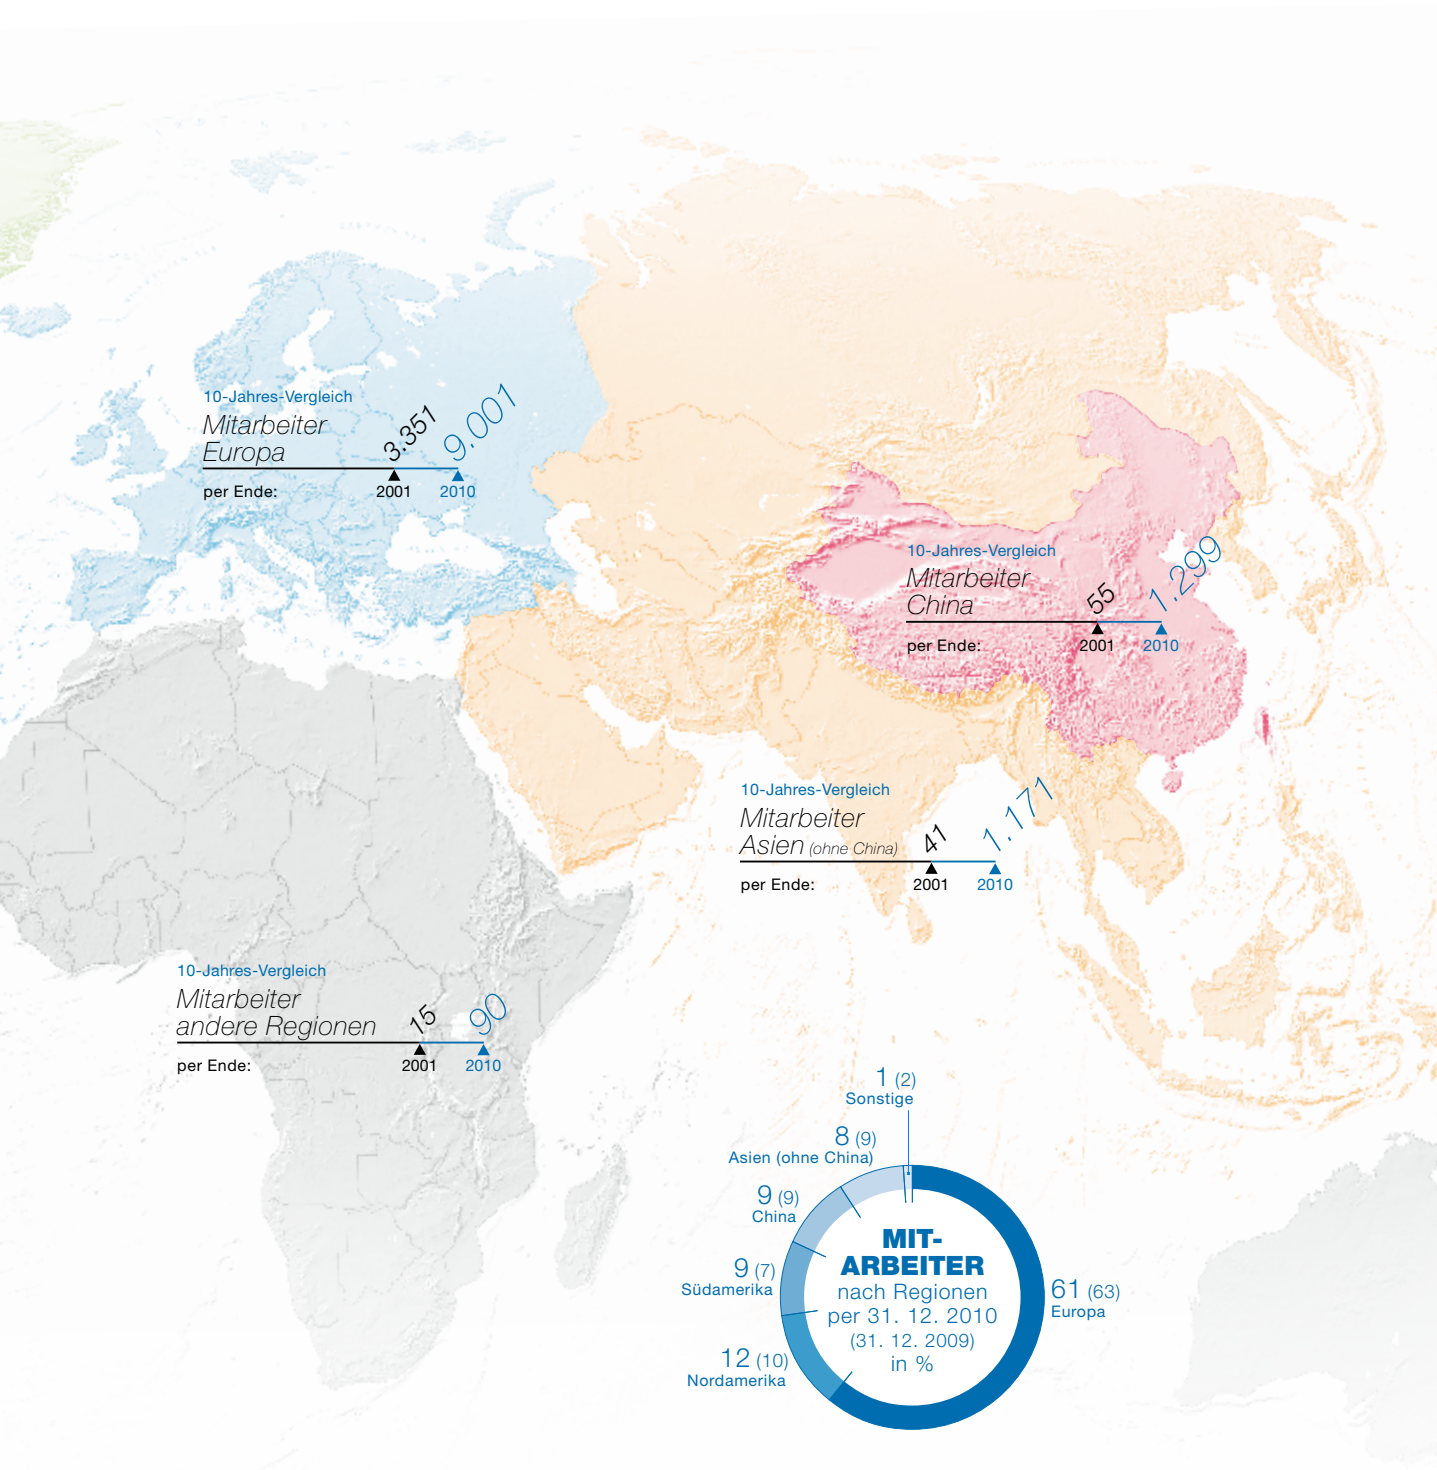 10-Jahres-Vergleich
Mitarbeiter
Europa
3.351
9.001
per Ende:
2001
2010
10-Jahres-Vergleich
Mitarbeiter
China
55
1.299
per Ende:
2001
2010
10-Jahres-Vergleich
Mitarbeiter
Asien (ohne China)
41
1.171
per Ende:
2001
2010
10-Jahres-Vergleich
Mitarbeiter
andere Regionen
15
90
per Ende:
2001
2010
1 (2)
Sonstige
8 (9)
Asien (ohne China)
9 (9)
China
9 (7)
Südamerika
12 (10)
Nordamerika
61 (63)
Europa
MIT-
ARBEITER
nach Regionen
per 31. 12. 2010
(31. 12. 2009)
in %